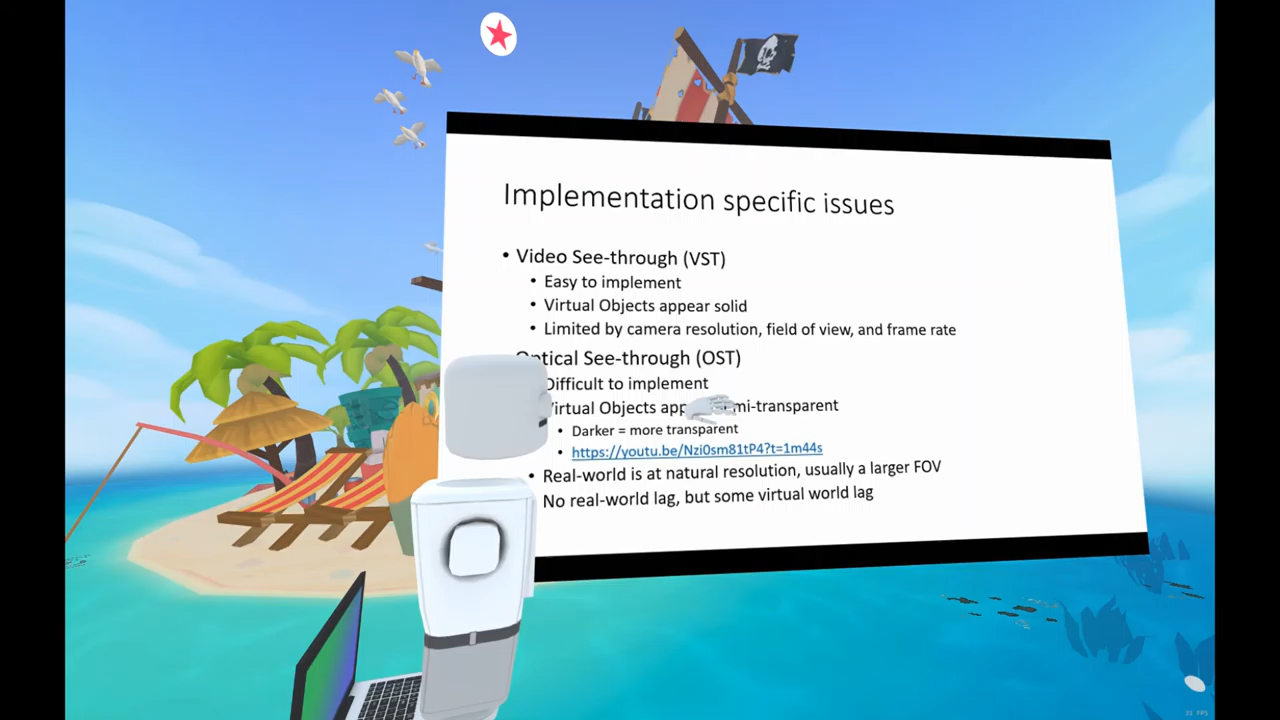 Implementation specific issues
• Video See-through (VST)
• Easy to implement
• Virtual Objects appear solid
• Limited by camera resolution, field of view, and frame rate
Optical See-through (OST)
Difficult to implement
Virtual Objects mi-transparent
• Darker = more transparent
• https://youtu.be/Nzi0sm81tP4?t=1m44s
• Real-world is at natural resolution, usually a larger FOV
No real-world lag, but some virtual world lag